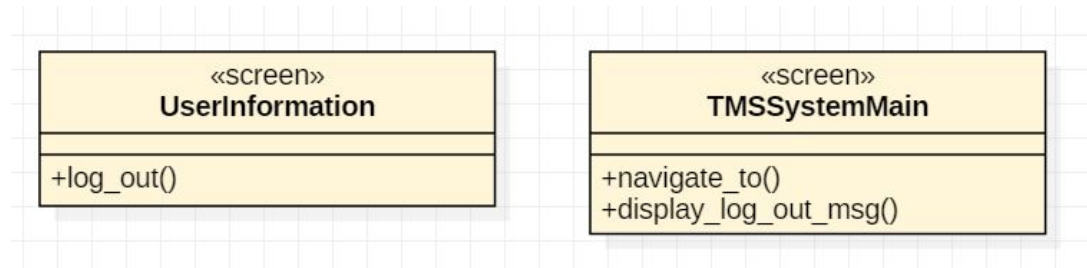 «screen»
UserInformation
+log_out()
«screen»
TMSSystemMain
+navigate_to()
+display_log_out_msg()